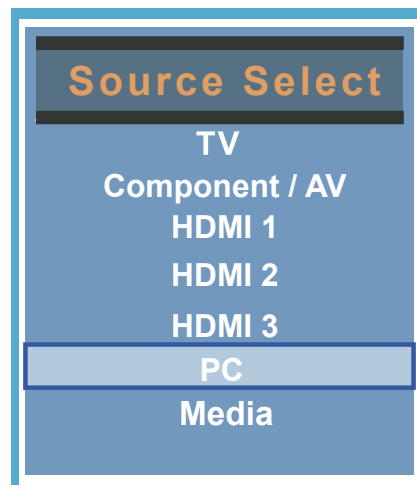 Source Select
TV
Component / AV
HDMI 1
HDMI 2
HDMI 3
PC
Media